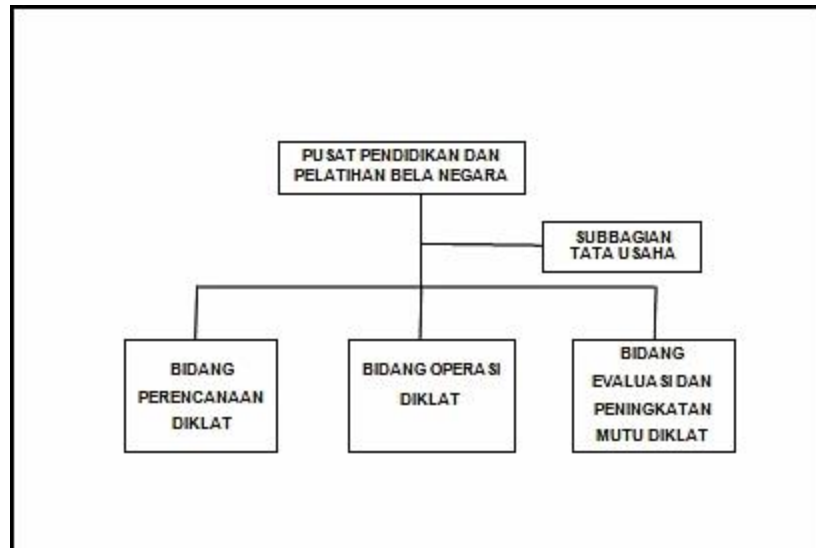 PUSAT PENDIDIKAN DAN
PELATIHAN BELA NEGARA
SUBBAGIAN
TATA USAHA
BIDANG
PERENCANAAN
DIKLAT
BIDANG OPERASI
DIKLAT
BIDANG
EVALUASI DAN
PENINGKATAN
MUTU DIKLAT